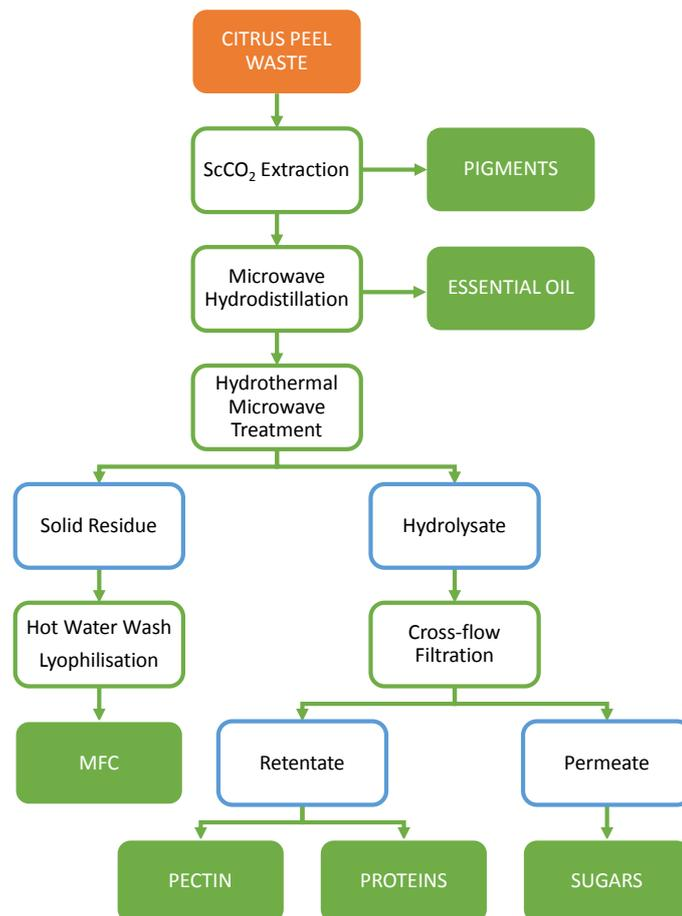 CITRUS PEEL
WASTE
ScCO₂ Extraction
PIGMENTS
Microwave
Hydrodistillation
ESSENTIAL OIL
Hydrothermal
Microwave
Treatment
Solid Residue
Hydrolysate
Hot Water Wash
Lyophilisation
Cross-flow
Filtration
MFC
Retentate
Permeate
PECTIN
PROTEINS
SUGARS